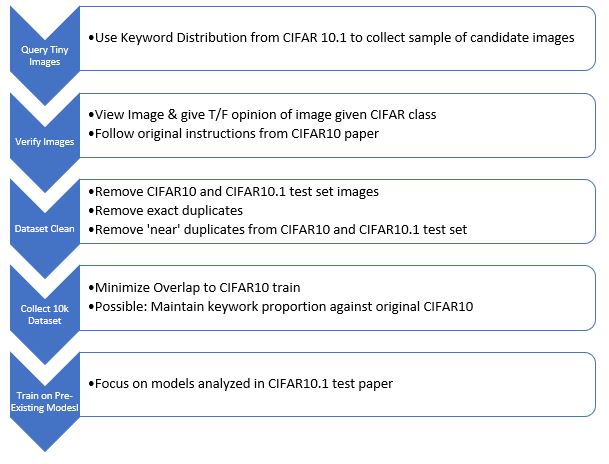 Query Tiny
Images
•Use Keyword Distribution from CIFAR 10.1 to collect sample of candidate images
Verify Images
•View Image & give T/F opinion of image given CIFAR class
•Follow original instructions from CIFAR10 paper
Dataset Clean
•Remove CIFAR10 and CIFAR10.1 test set images
•Remove exact duplicates
•Remove 'near' duplicates from CIFAR10 and CIFAR10.1 test set
Collect 10k
Dataset
•Minimize Overlap to CIFAR10 train
•Possible: Maintain keywork proportion against original CIFAR10
Train on Pre-
Existing Modesl
•Focus on models analyzed in CIFAR10.1 test paper